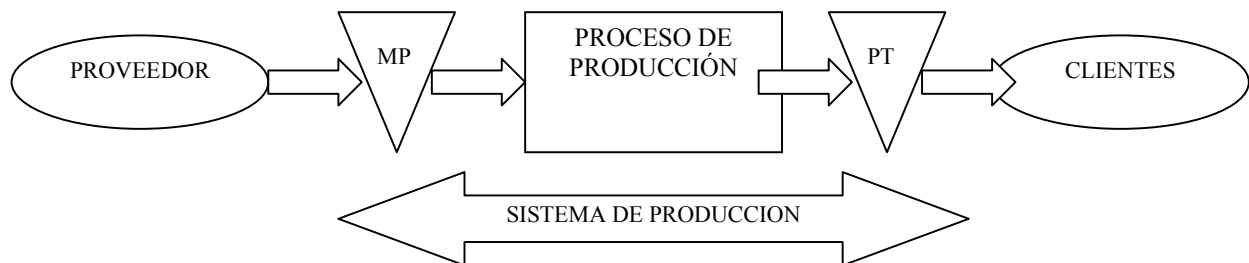 PROVEEDOR
MP
PROCESO DE
PRODUCCIÓN
PT
CLIENTES
SISTEMA DE PRODUCCION